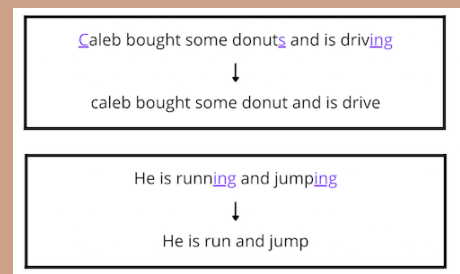 Caleb bought some donuts and is driving
↓
caleb bought some donut and is drive
He is running and jumping
↓
He is run and jump